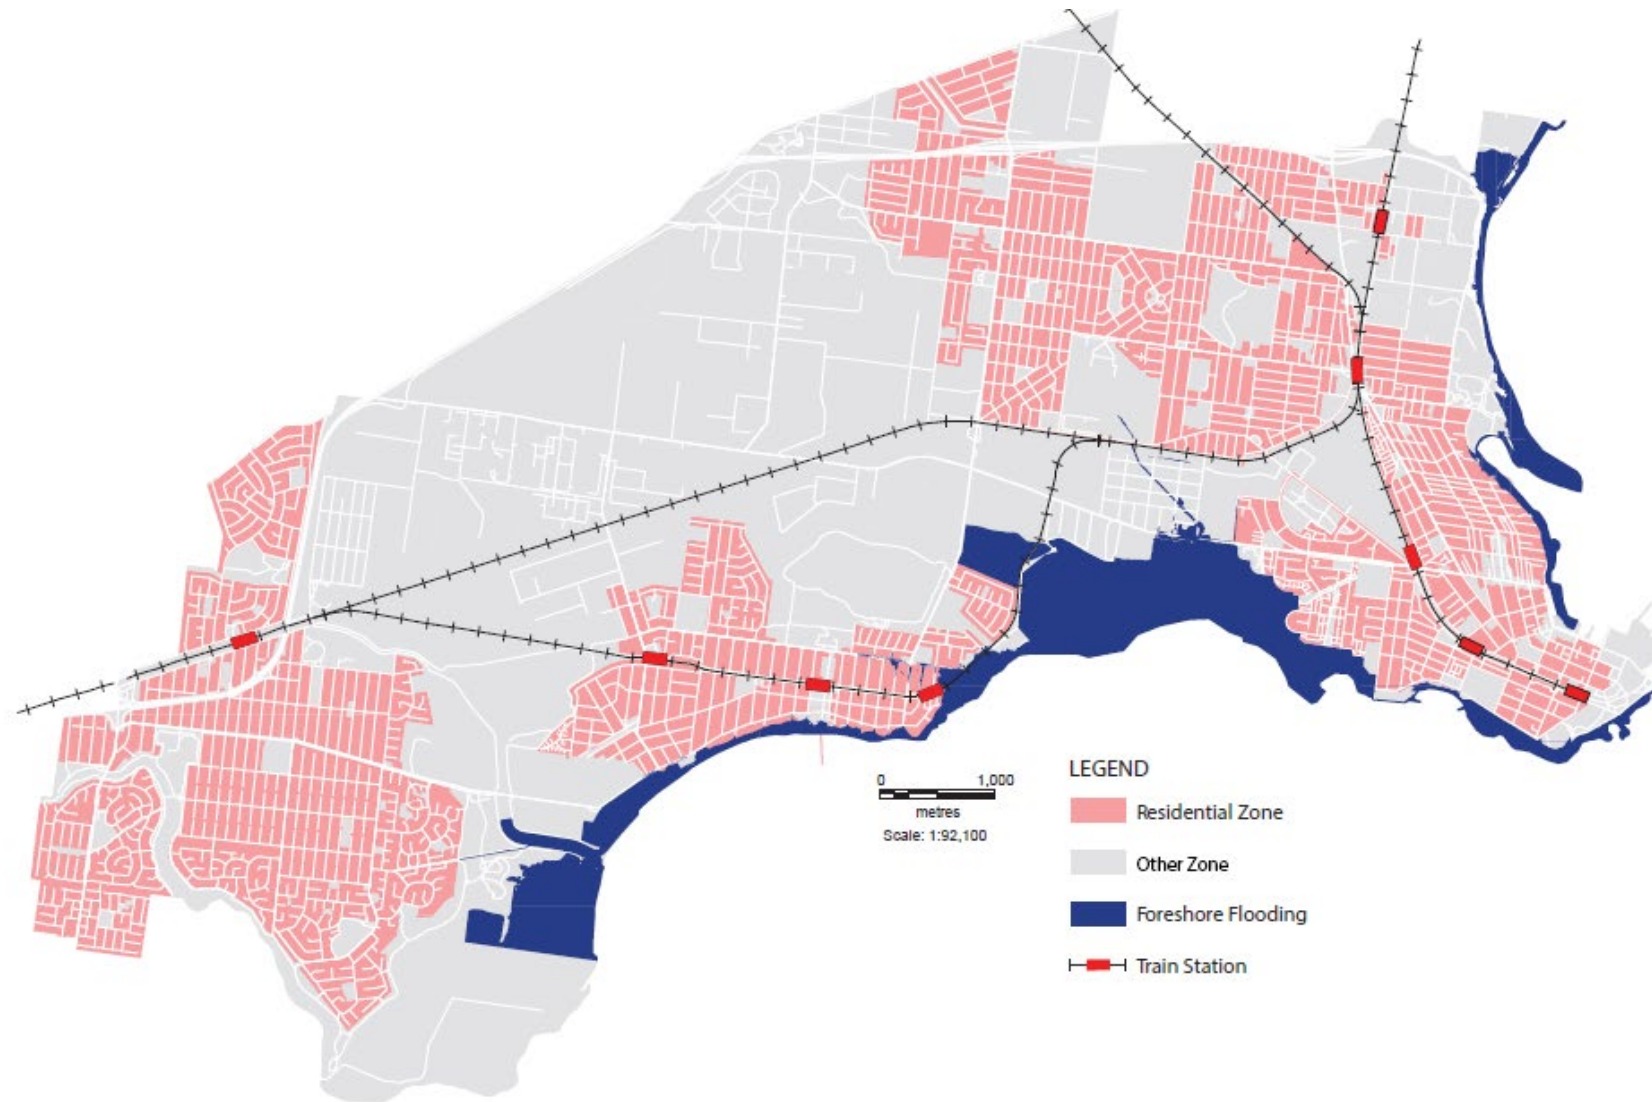 0 1,000
metres
Scale: 1:92,100
LEGEND
Residential Zone
Other Zone
Foreshore Flooding
Train Station